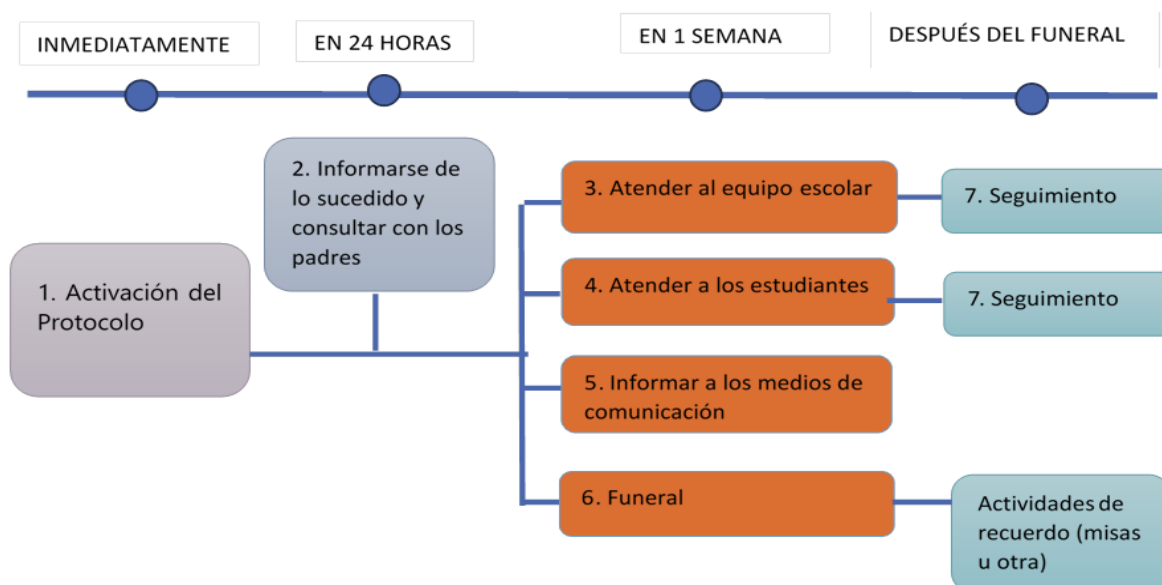 INMEDIATAMENTE
EN 24 HORAS
EN 1 SEMANA
DESPUÉS DEL FUNERAL
1. Activación del
Protocolo
2. Informarse de
lo sucedido y
consultar con los
padres
3. Atender al equipo escolar
4. Atender a los estudiantes
5. Informar a los medios de
comunicación
6. Funeral
7. Seguimiento
7. Seguimiento
Actividades de
recuerdo (misas
u otra)